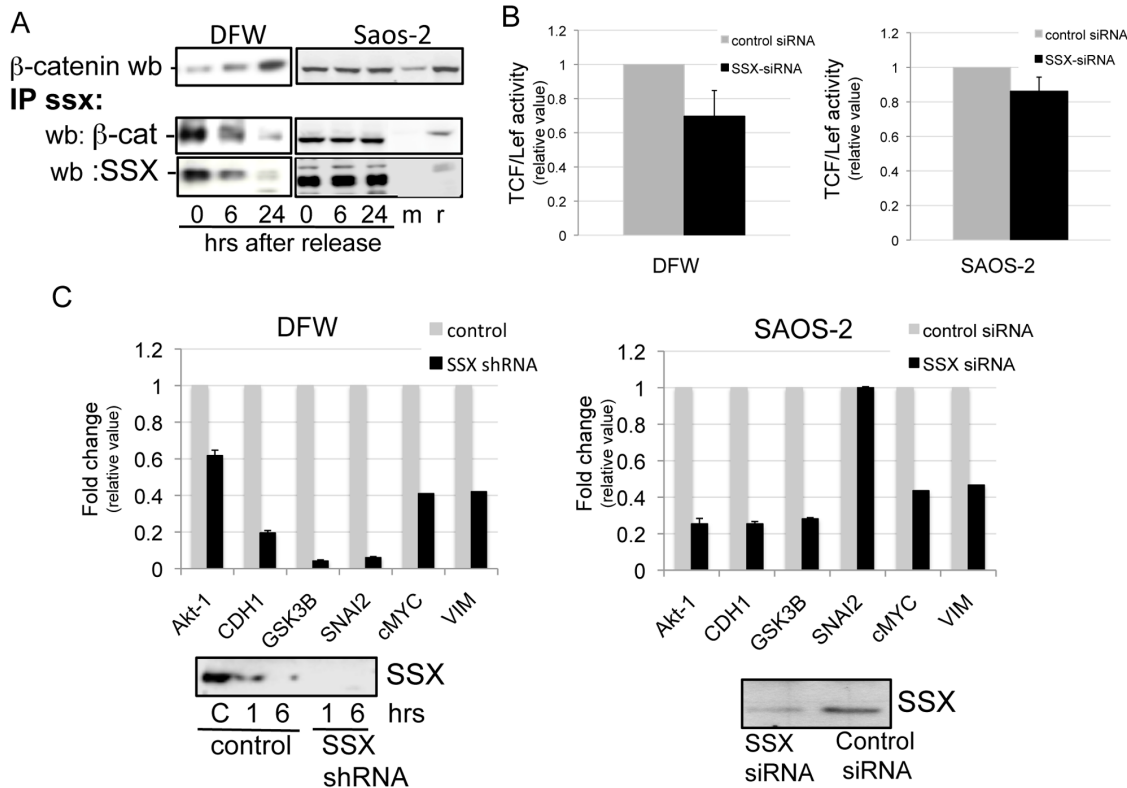 A
DFW Saos-2
β-catenin wb -
IP ssx:
wb: β-cat -
wb :SSX -
0 6 24 0 6 24 m r
hrs after release
B
TCF/Lef activity
(relative value)
1.2
1
0.8
0.6
0.4
0.2
0
control siRNA
SSX-siRNA
DFW
TCF/Lef activity
(relative value)
1.2
1
0.8
0.6
0.4
0.2
0
control siRNA
SSX-siRNA
SAOS-2
C
DFW
control
SSX shRNA
Fold change
(relative value)
1.2
1
0.8
0.6
0.4
0.2
0
Akt-1 CDH1 GSK3B SNAI2 cMYC VIM
SSX
C 1 6 1 6 hrs
control SSX
shRNA
SAOS-2
control siRNA
SSX siRNA
Fold change
(relative value)
1.2
1
0.8
0.6
0.4
0.2
0
Akt-1 CDH1 GSK3B SNAI2 cMYC VIM
SSX
SSX Control
siRNA siRNA